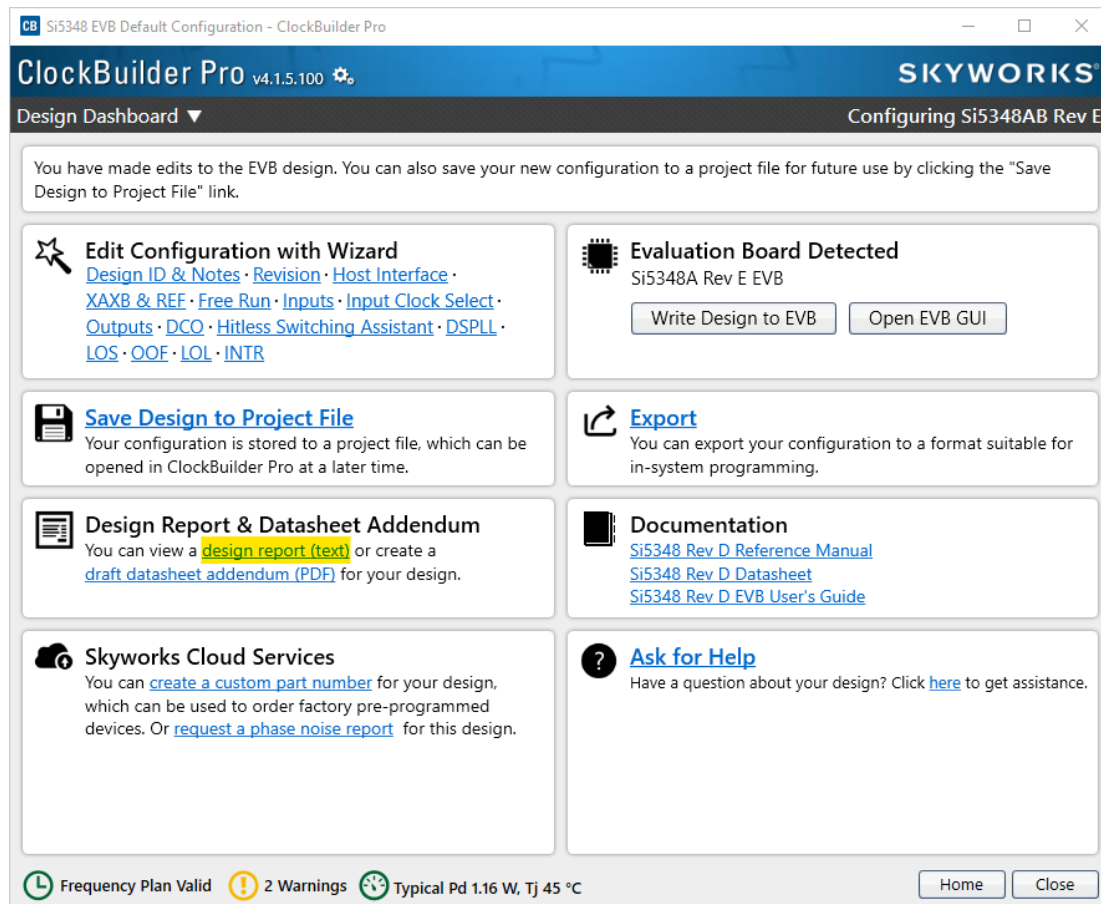 CB Si5348 EVB Default Configuration - ClockBuilder Pro
ClockBuilder Pro v4.1.5.100
SKYWORKS®
Design Dashboard ▼
Configuring Si5348AB Rev E
You have made edits to the EVB design. You can also save your new configuration to a project file for future use by clicking the "Save
Design to Project File" link.
Edit Configuration with Wizard
Design ID & Notes · Revision · Host Interface ·
XAXB & REF · Free Run · Inputs · Input Clock Select ·
Outputs · DCO · Hitless Switching Assistant · DSPLL ·
LOS · OOF · LOL · INTR
Evaluation Board Detected
Si5348A Rev E EVB
Write Design to EVB
Open EVB GUI
Save Design to Project File
Your configuration is stored to a project file, which can be
opened in ClockBuilder Pro at a later time.
Export
You can export your configuration to a format suitable for
in-system programming.
Design Report & Datasheet Addendum
You can view a design report (text) or create a
draft datasheet addendum (PDF) for your design.
Documentation
Si5348 Rev D Reference Manual
Si5348 Rev D Datasheet
Si5348 Rev D EVB User's Guide
Skyworks Cloud Services
You can create a custom part number for your design,
which can be used to order factory pre-programmed
devices. Or request a phase noise report for this design.
Ask for Help
Have a question about your design? Click here to get assistance.
Frequency Plan Valid
2 Warnings
Typical Pd 1.16 W, Tj 45 °C
Home
Close